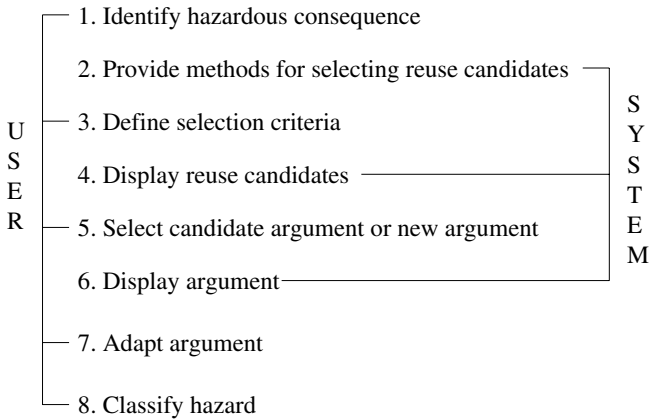 1. Identify hazardous consequence
2. Provide methods for selecting reuse candidates
3. Define selection criteria
4. Display reuse candidates
5. Select candidate argument or new argument
6. Display argument
7. Adapt argument
8. Classify hazard
USER
SYSTEM